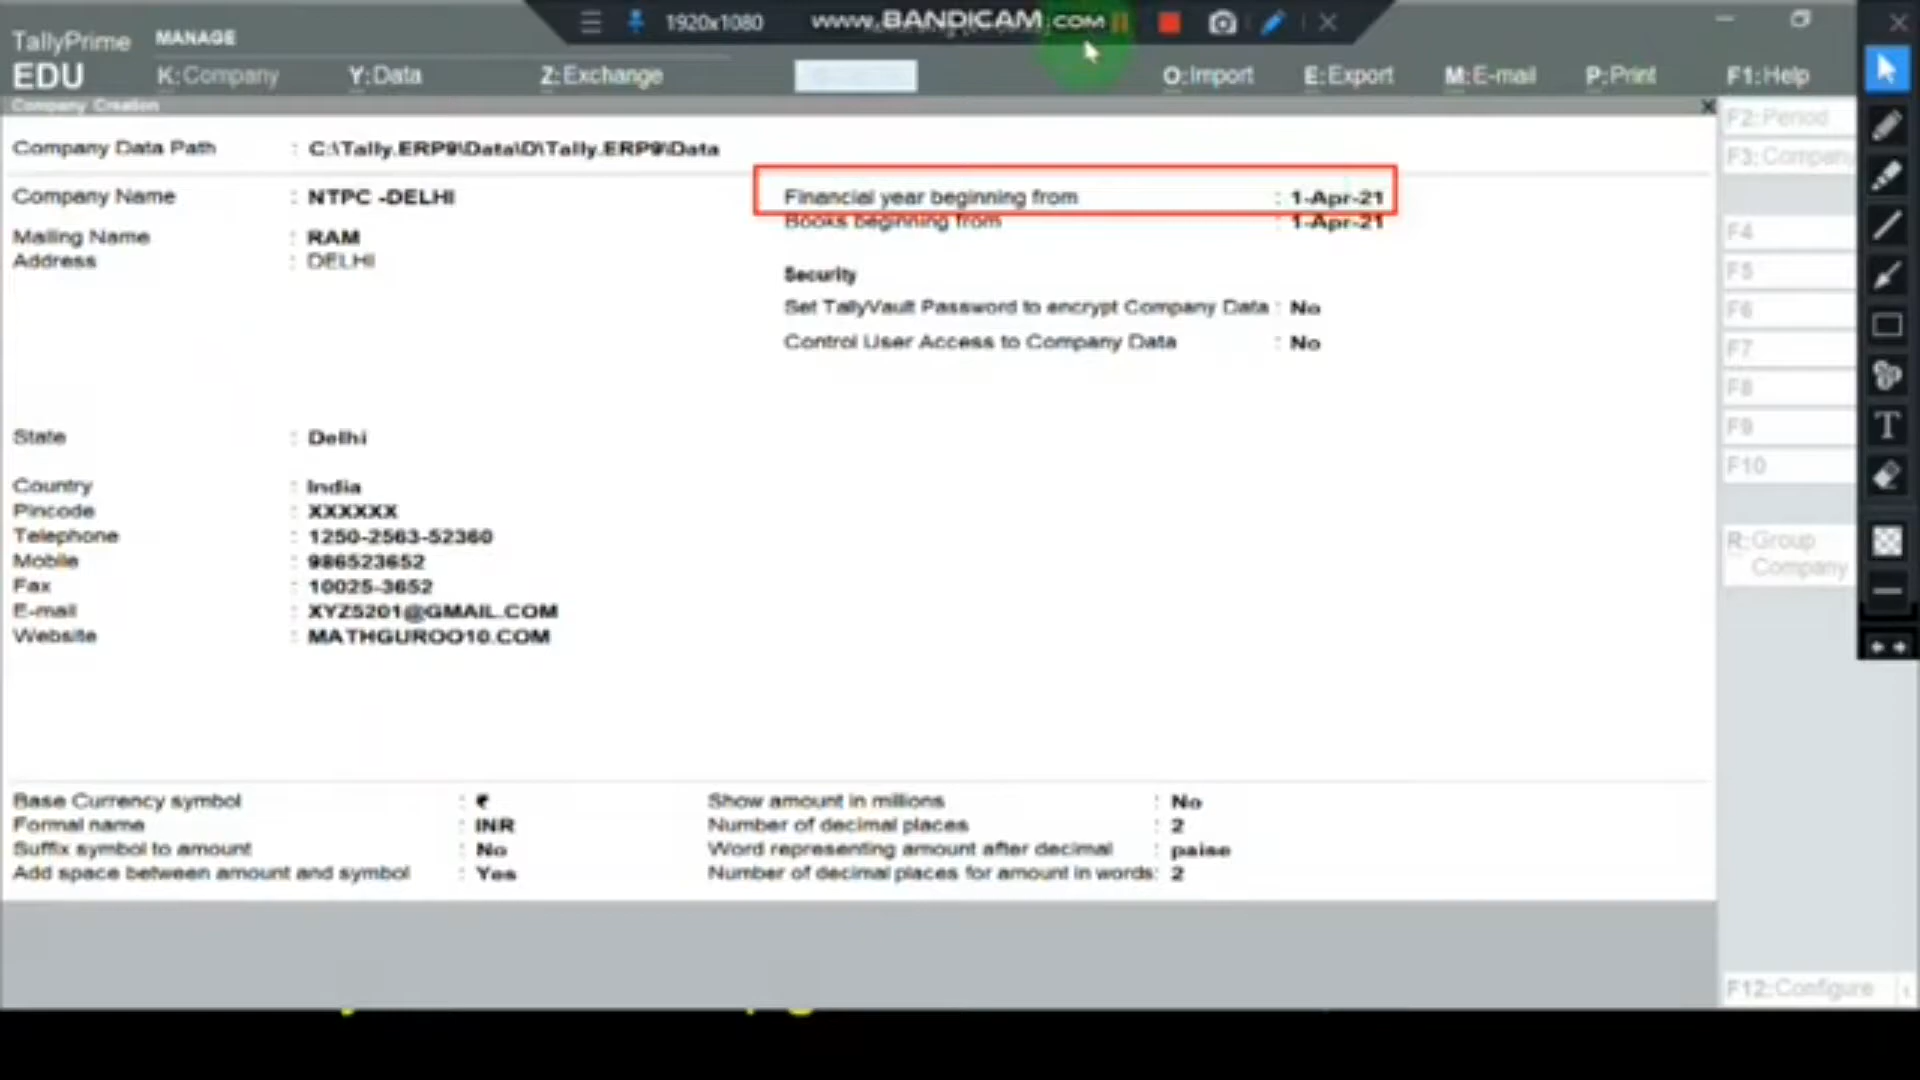 1920x1080 www.BANDICAM.COM
TallyPrime MANAGE
EDU K:Company Y:Data Z:Exchange O:Import E:Export M:E-mail P:Print F1:Help
Company Creation
F2:Period
F3:Company
Company Data Path : C:\Tally.ERP9\Data\D\Tally.ERP9\Data
Company Name : NTPC -DELHI Financial year beginning from : 1-Apr-21
Books beginning from : 1-Apr-21
Mailing Name : RAM
Address : DELHI
Security
Set TallyVault Password to encrypt Company Data : No
Control User Access to Company Data : No
F4
F5
F6
F7
F8
F9
F10
State : Delhi
Country : India
Pincode : XXXXXX
Telephone : 1250-2563-52360
Mobile : 986523652
Fax : 10025-3652
E-mail : XYZ5201@GMAIL.COM
Website : MATHGUROO10.COM
R:Group
Company
Base Currency symbol : ₹ Show amount in millions : No
Formal name : INR Number of decimal places : 2
Suffix symbol to amount : No Word representing amount after decimal : paise
Add space between amount and symbol : Yes Number of decimal places for amount in words: 2
F12:Configure